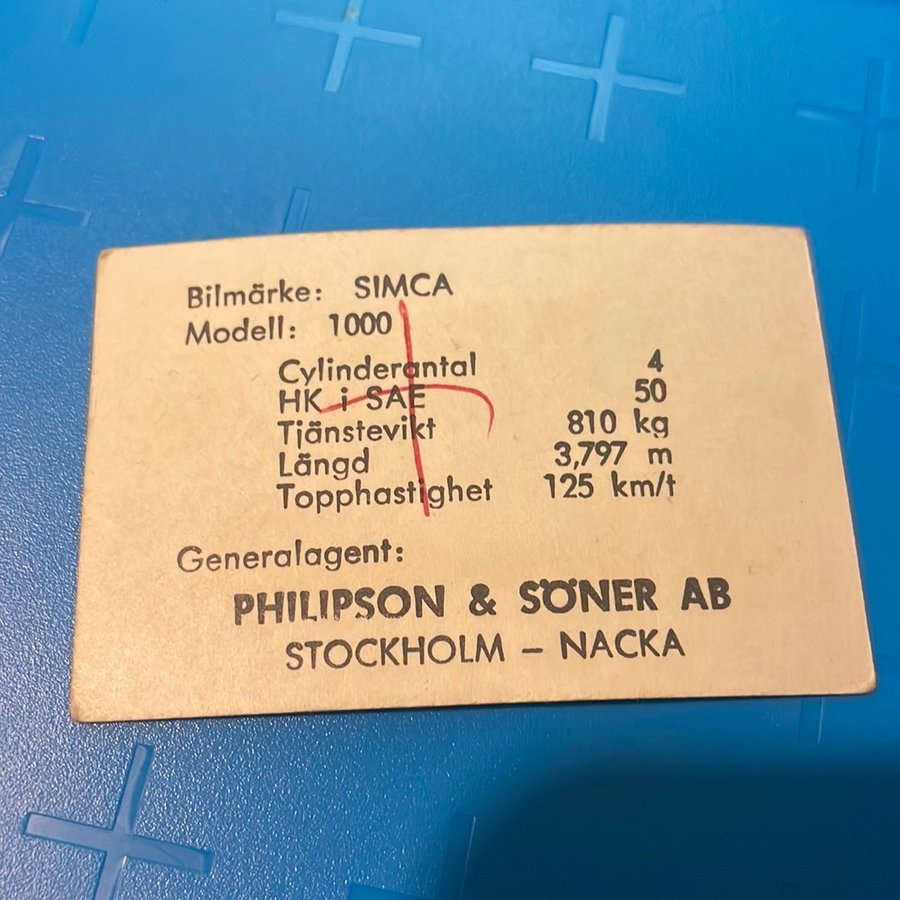 Bilmärke: SIMCA
Modell: 1000
Cylinderantal 4
HK i SAE 50
Tjänstevikt 810 kg
Längd 3,797 m
Topphastighet 125 km/t
Generalagent:
PHILIPSON & SÖNER AB
STOCKHOLM – NACKA